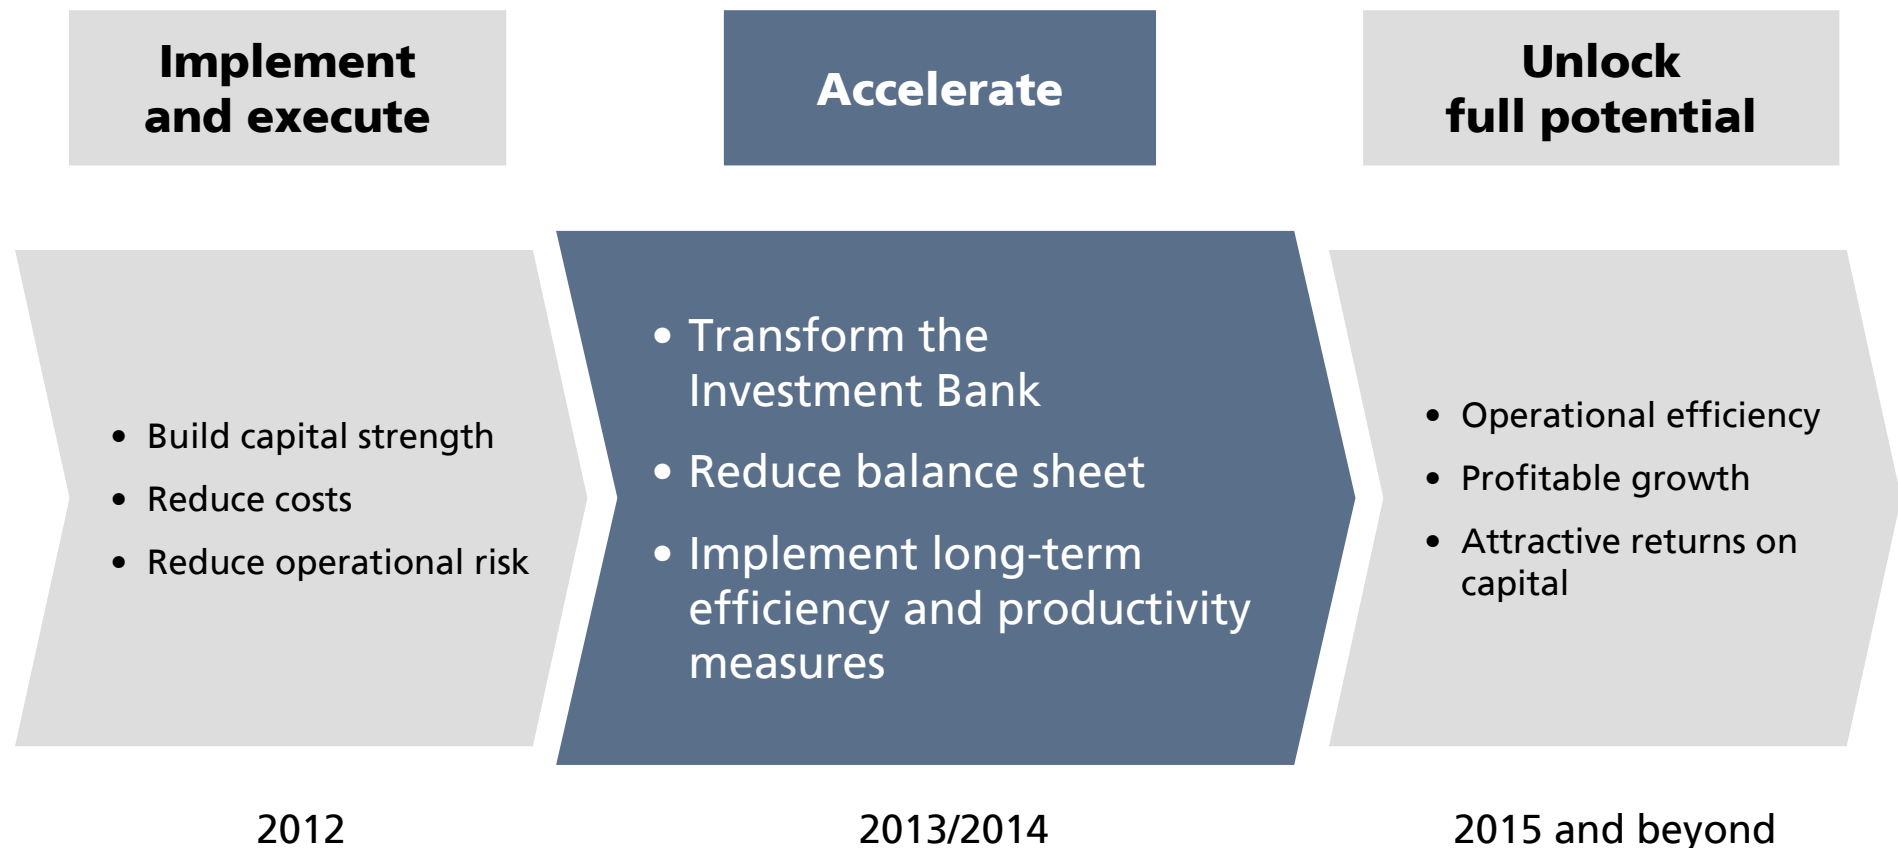 Implement
and execute
Accelerate
Unlock
full potential
• Build capital strength
• Reduce costs
• Reduce operational risk
• Transform the
Investment Bank
• Reduce balance sheet
• Implement long-term
efficiency and productivity
measures
• Operational efficiency
• Profitable growth
• Attractive returns on
capital
2012
2013/2014
2015 and beyond